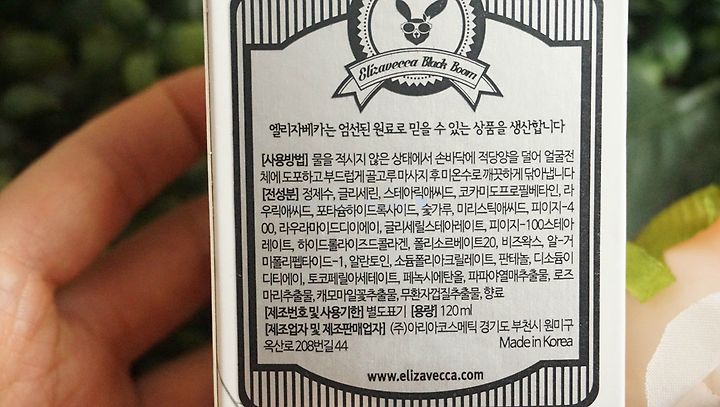 Elizavecca Black Boom
엘리자베카는 엄선된 원료로 믿을 수 있는 상품을 생산합니다
[사용방법] 물을 적시지 않은 상태에서 손바닥에 적당양을 덜어 얼굴전
체에 도포하고 부드럽게 골고루 마사지 후 미온수로 깨끗하게 닦아냅니다
[전성분] 정제수, 글리세린, 스테아릭애씨드, 코카미도프로필베타인, 라
우릭애씨드, 포타슘하이드록사이드, 숯가루, 미리스틱애씨드, 피이지-4
00, 라우라마이드디이에이, 글리세릴스테아레이트, 피이지-100스테아
레이트, 하이드롤라이즈드콜라겐, 폴리소르베이트20, 비즈왁스, 알-거
미폴리펩타이드-1, 알란토인, 소듐폴리아크릴레이트, 판테놀, 디소듐이
디티에이, 토코페릴아세테이트, 페녹시에탄올, 파파야열매추출물, 로즈
마리추출물, 캐모마일꽃추출물, 무환자껍질추출물, 향료
[제조번호 및 사용기한] 별도표기 [용량] 120ml
[제조업자 및 제조판매업자] (주)아리아코스메틱 경기도 부천시 원미구
옥산로 208번길 44 Made in Korea
www.elizavecca.com